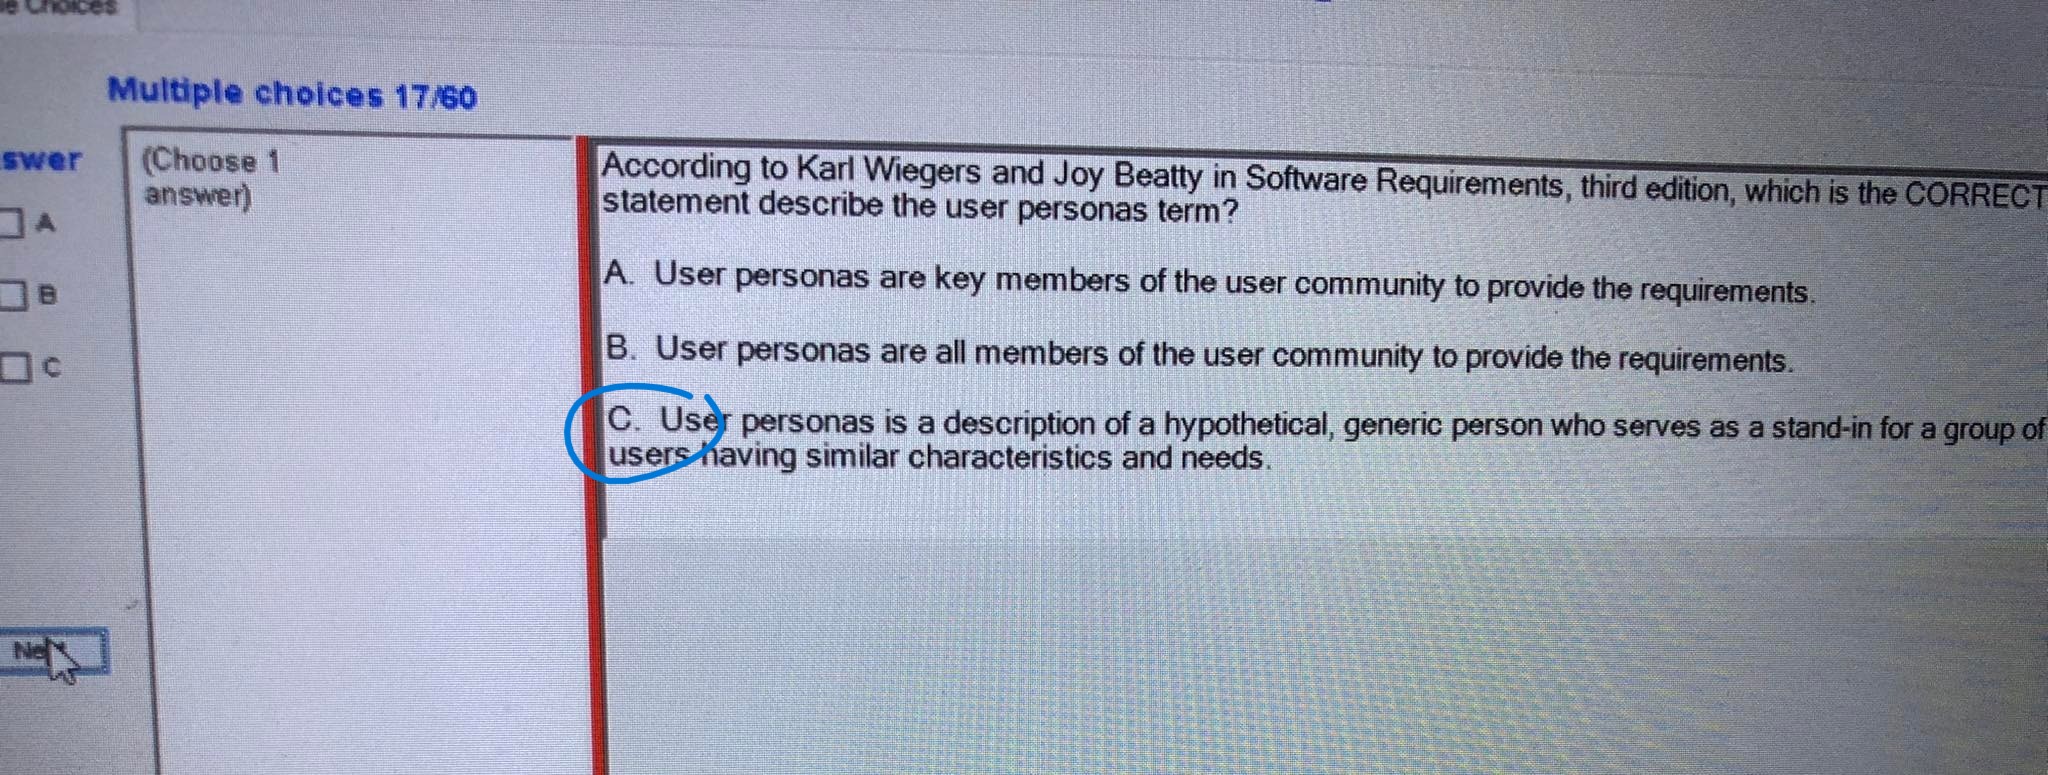 Choices
Multiple choices 17/60
swer
(Choose 1
answer)
A
B
C
According to Karl Wiegers and Joy Beatty in Software Requirements, third edition, which is the CORRECT
statement describe the user personas term?
A. User personas are key members of the user community to provide the requirements.
B. User personas are all members of the user community to provide the requirements.
C. User personas is a description of a hypothetical, generic person who serves as a stand-in for a group of
users having similar characteristics and needs.